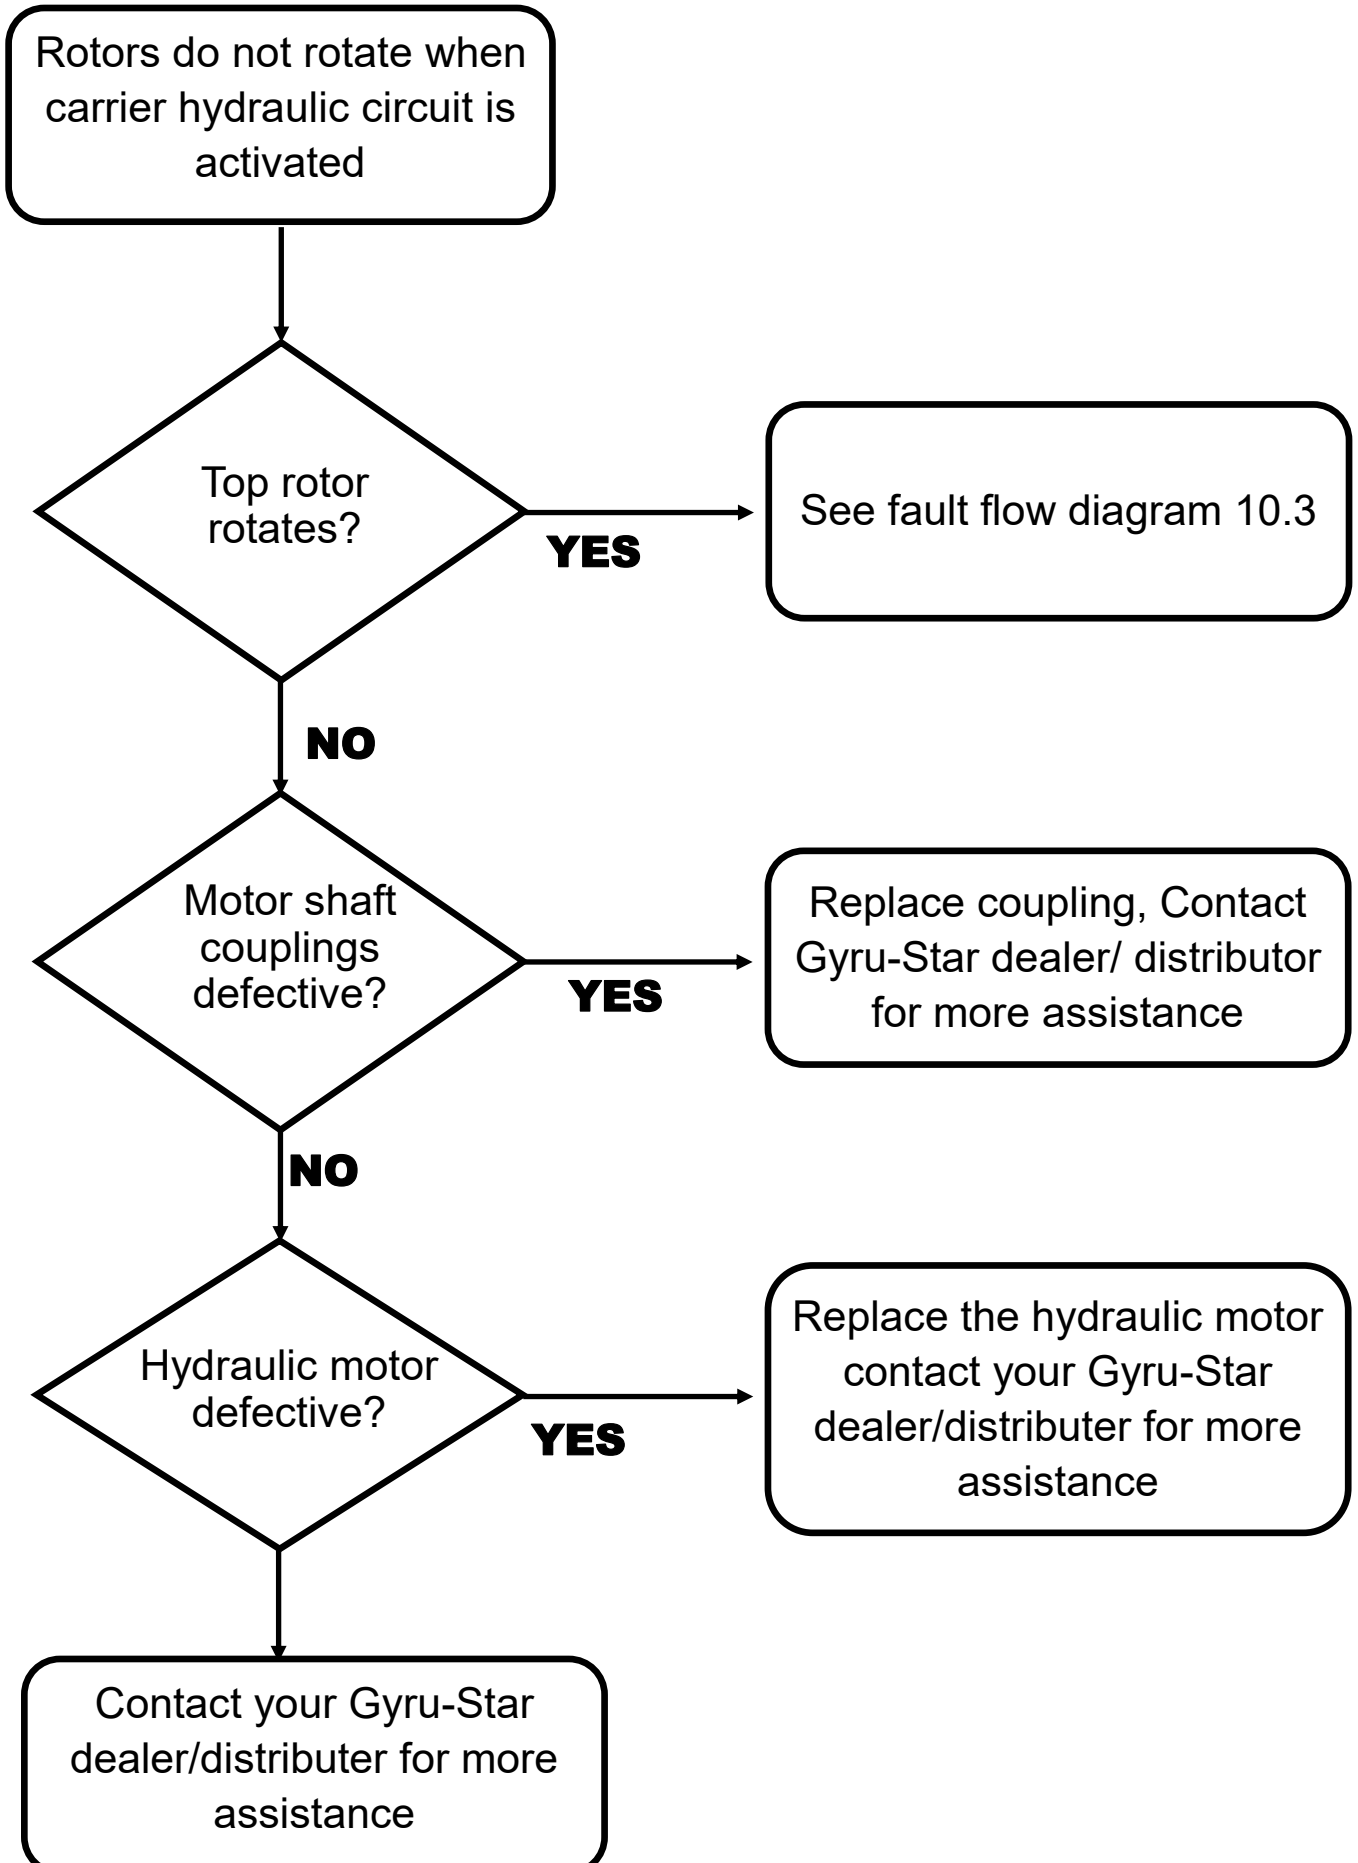 Rotors do not rotate when
carrier hydraulic circuit is
activated
Top rotor
rotates?
YES
See fault flow diagram 10.3
NO
Motor shaft
couplings
defective?
YES
Replace coupling, Contact
Gyru-Star dealer/ distributor
for more assistance
NO
Hydraulic motor
defective?
YES
Replace the hydraulic motor
contact your Gyru-Star
dealer/distributer for more
assistance
Contact your Gyru-Star
dealer/distributer for more
assistance